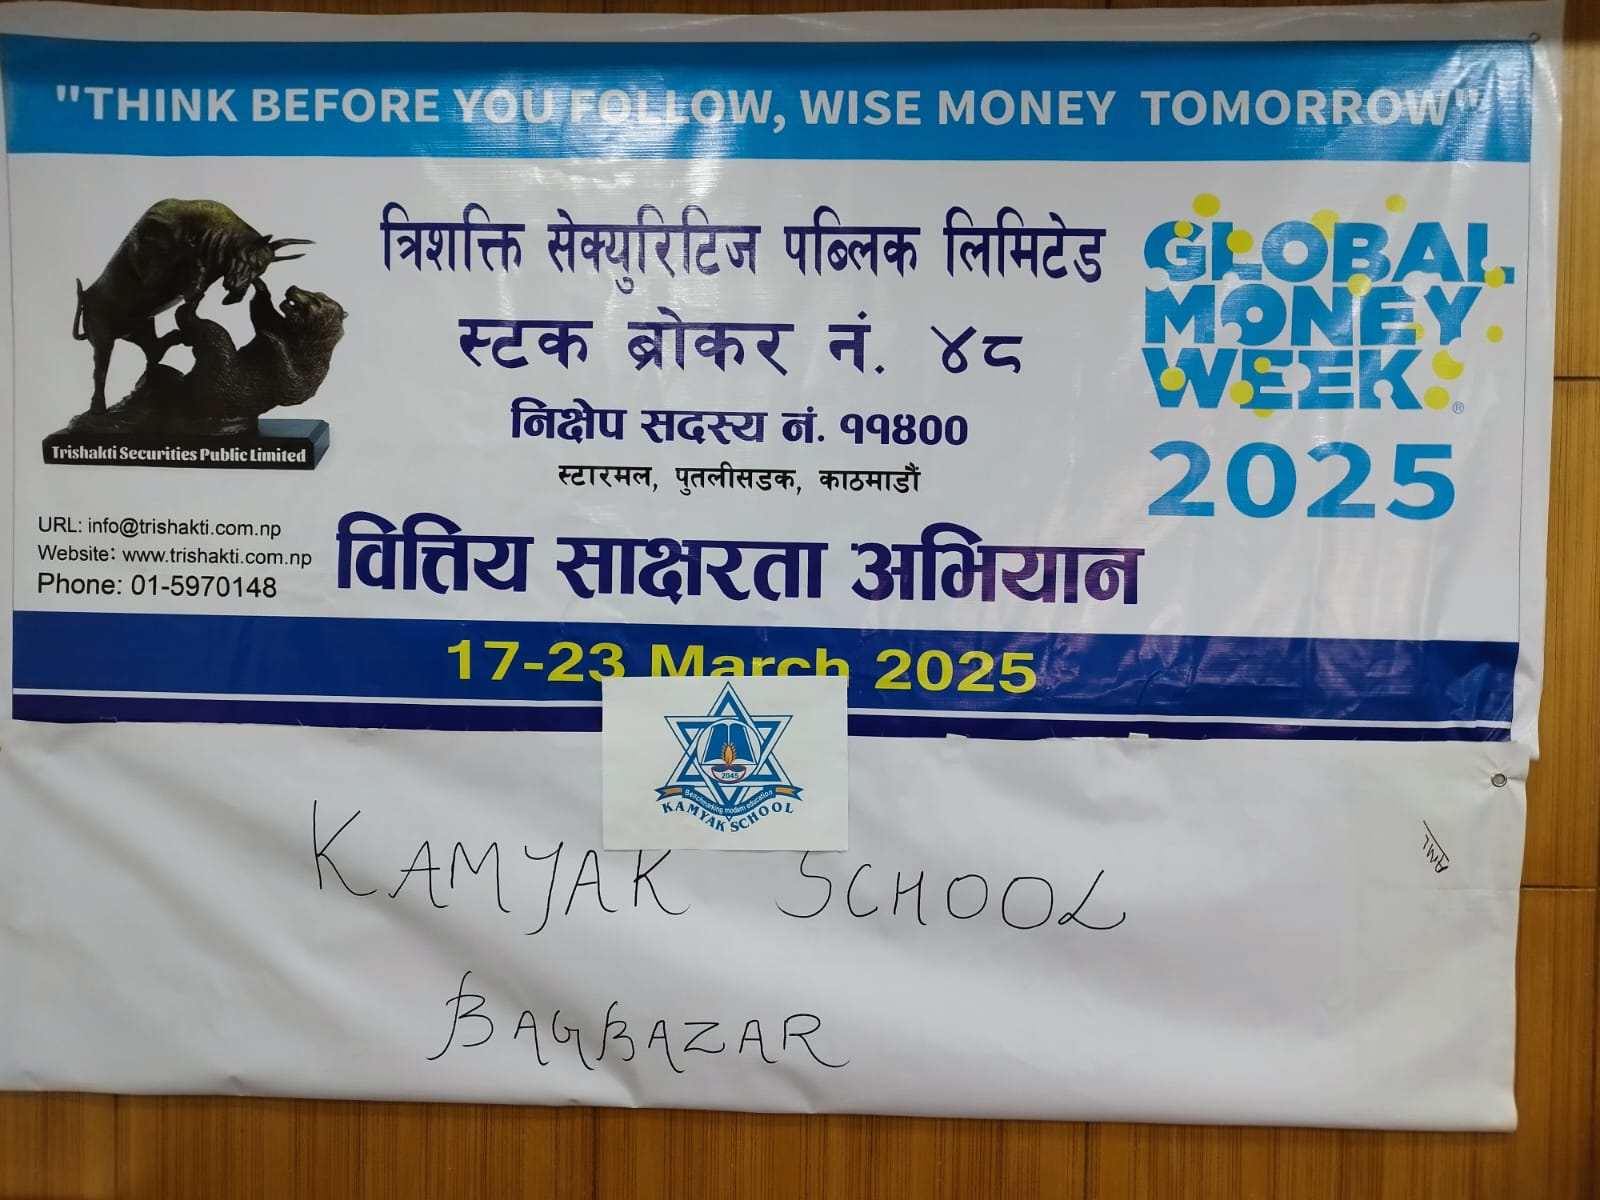 "THINK BEFORE YOU FOLLOW, WISE MONEY TOMORROW"
त्रिशक्ति सेक्युरिटिज पब्लिक लिमिटेड
स्टक ब्रोकर नं. ४८
निक्षेप सदस्य नं. ११४००
स्टारमल, पुतलीसडक, काठमाडौं
Trishakti Securities Public Limited
GLOBAL
MONEY
WEEK®
2025
URL: info@trishakti.com.np
Website: www.trishakti.com.np
Phone: 01-5970148
वित्तिय साक्षरता अभियान
17-23 March 2025
2045
Benchmarking modern education
KAMYAK SCHOOL
KAMYAK SCHOOL
BAGBAZAR